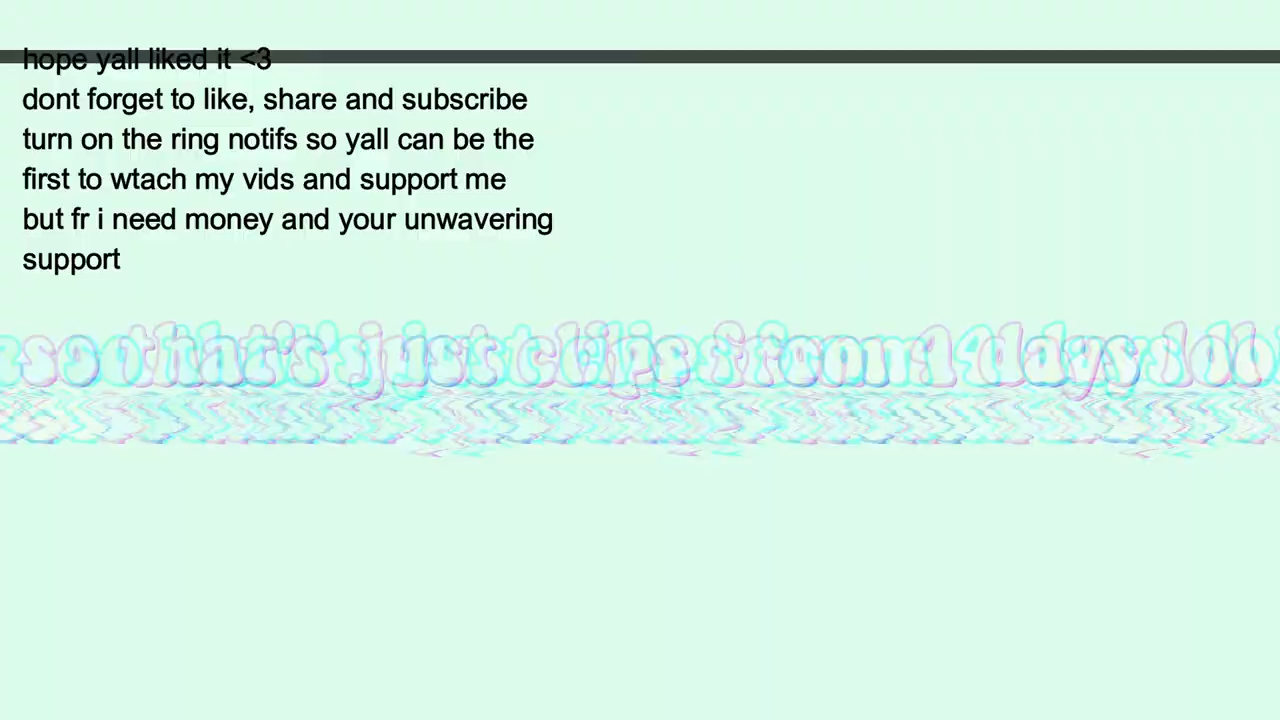 hope yall liked it <3
dont forget to like, share and subscribe
turn on the ring notifs so yall can be the
first to wtach my vids and support me
but fr i need money and your unwavering
support
so that's just clips from 14 days